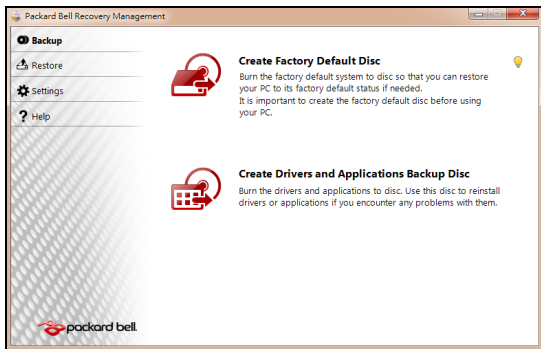 Packard Bell Recovery Management
Backup
Restore
Settings
Help
Create Factory Default Disc
Burn the factory default system to disc so that you can restore
your PC to its factory default status if needed.
It is important to create the factory default disc before using
your PC.
Create Drivers and Applications Backup Disc
Burn the drivers and applications to disc. Use this disc to reinstall
drivers or applications if you encounter any problems with them.
packard bell.